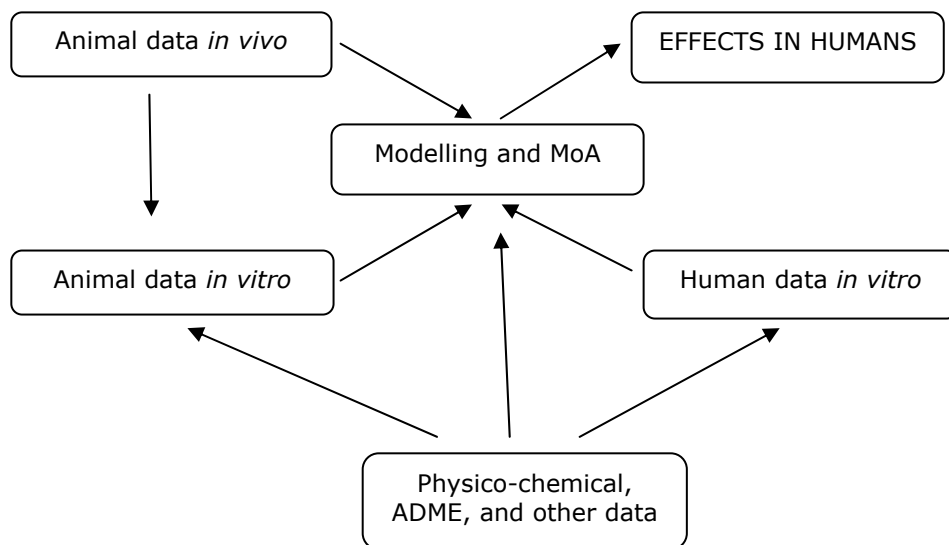 Animal data in vivo
EFFECTS IN HUMANS
Modelling and MoA
Animal data in vitro
Human data in vitro
Physico-chemical,
ADME, and other data